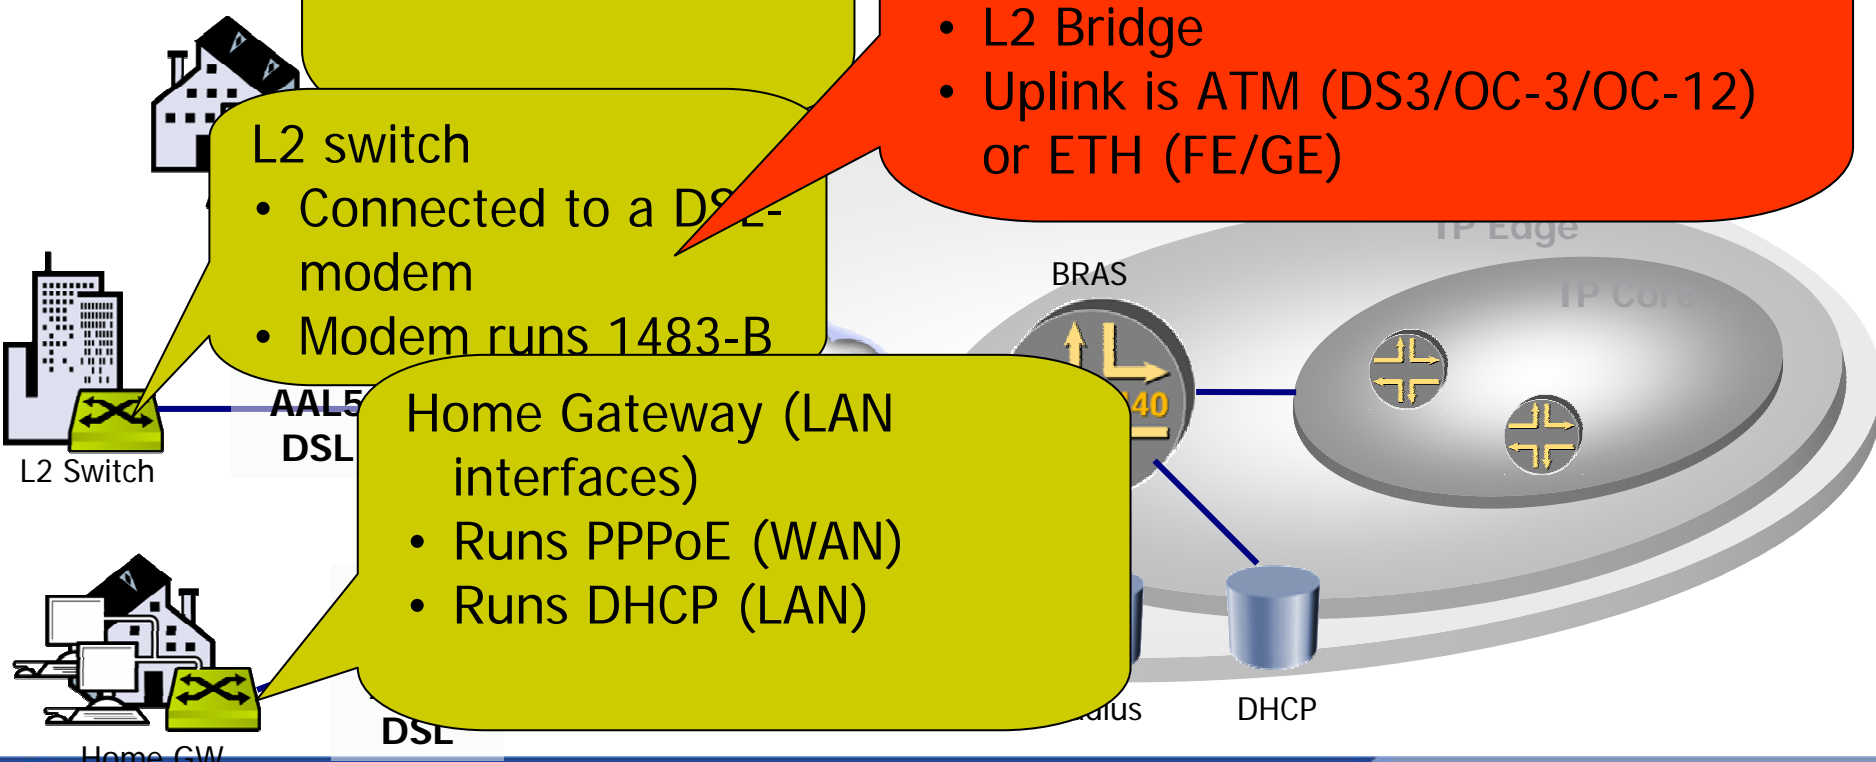 • L2 Bridge
• Uplink is ATM (DS3/OC-3/OC-12)
or ETH (FE/GE)
L2 switch
• Connected to a DSL-
modem
• Modem runs 1483-B
IP Edge
IP Core
BRAS
AAL5
DSL
40
L2 Switch
Home Gateway (LAN
interfaces)
• Runs PPPoE (WAN)
• Runs DHCP (LAN)
DHCP
DSL
Home GW